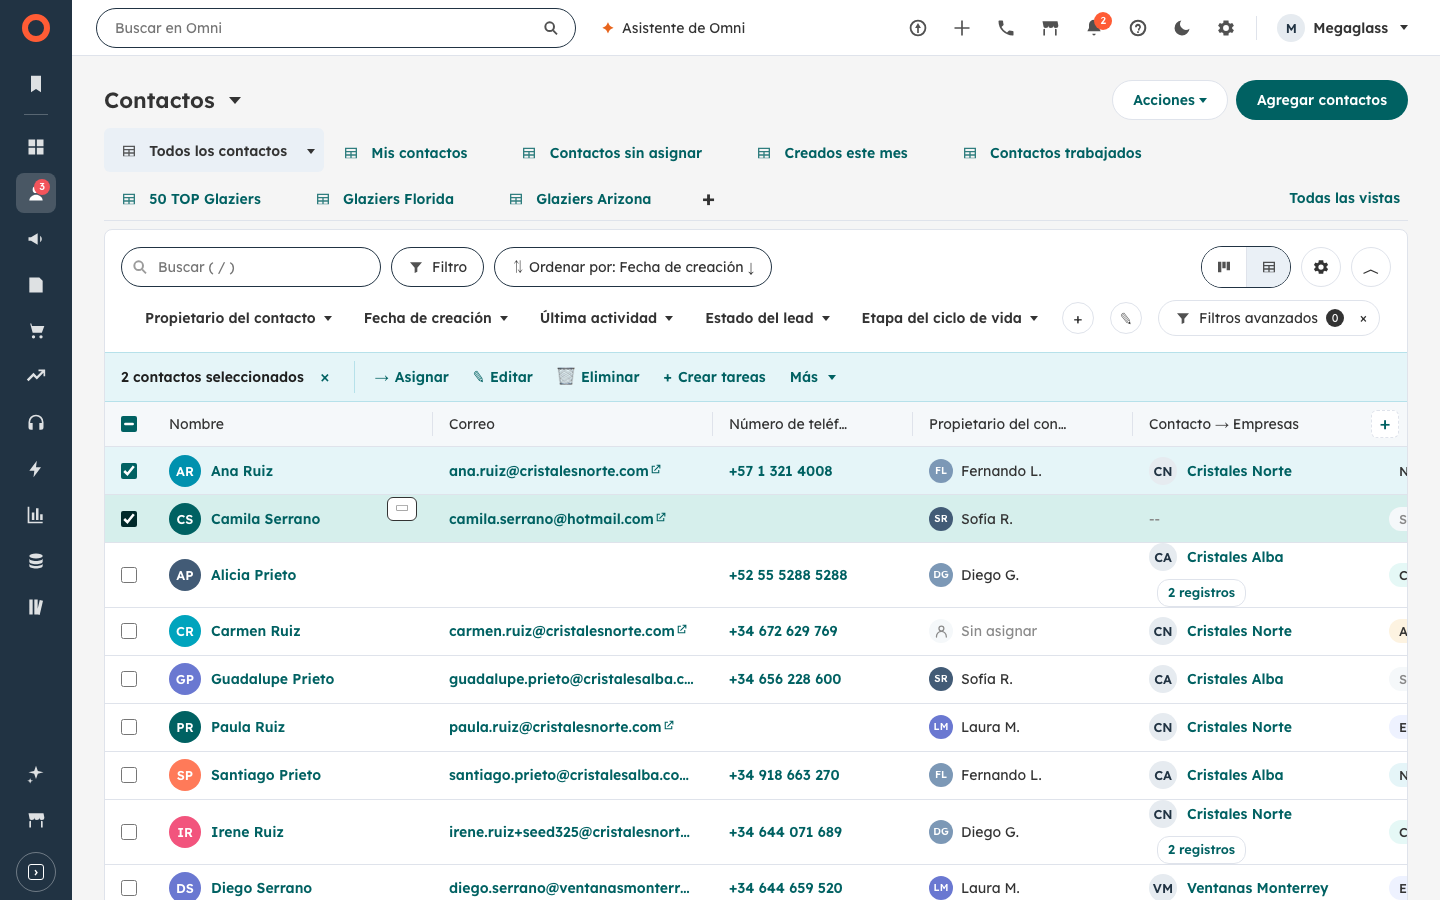 Buscar en Omni
Asistente de Omni
2
M Megaglass
3
Contactos
Acciones
Agregar contactos
Todos los contactos
Mis contactos
Contactos sin asignar
Creados este mes
Contactos trabajados
50 TOP Glaziers
Glaziers Florida
Glaziers Arizona
Todas las vistas
Buscar ( / )
Filtro
Ordenar por: Fecha de creación ↓
Propietario del contacto
Fecha de creación
Última actividad
Estado del lead
Etapa del ciclo de vida
+
Filtros avanzados 0 ×
2 contactos seleccionados ×
→ Asignar
Editar
Eliminar
+ Crear tareas
Más
Nombre
Correo
Número de teléf...
Propietario del con...
Contacto → Empresas
+
AR Ana Ruiz ana.ruiz@cristalesnorte.com +57 1 321 4008 FL Fernando L. CN Cristales Norte N
CS Camila Serrano camila.serrano@hotmail.com SR Sofía R. -- S
AP Alicia Prieto +52 55 5288 5288 DG Diego G. CA Cristales Alba C
2 registros
CR Carmen Ruiz carmen.ruiz@cristalesnorte.com +34 672 629 769 Sin asignar CN Cristales Norte A
GP Guadalupe Prieto guadalupe.prieto@cristalesalba.c... +34 656 228 600 SR Sofía R. CA Cristales Alba S
PR Paula Ruiz paula.ruiz@cristalesnorte.com +34 644 727 727 LM Laura M. CN Cristales Norte E
SP Santiago Prieto santiago.prieto@cristalesalba.co... +34 918 663 270 FL Fernando L. CA Cristales Alba N
IR Irene Ruiz irene.ruiz+seed325@cristalesnort... +34 644 071 689 DG Diego G. CN Cristales Norte C
2 registros
DS Diego Serrano diego.serrano@ventanasmonterr... +34 644 659 520 LM Laura M. VM Ventanas Monterrey E